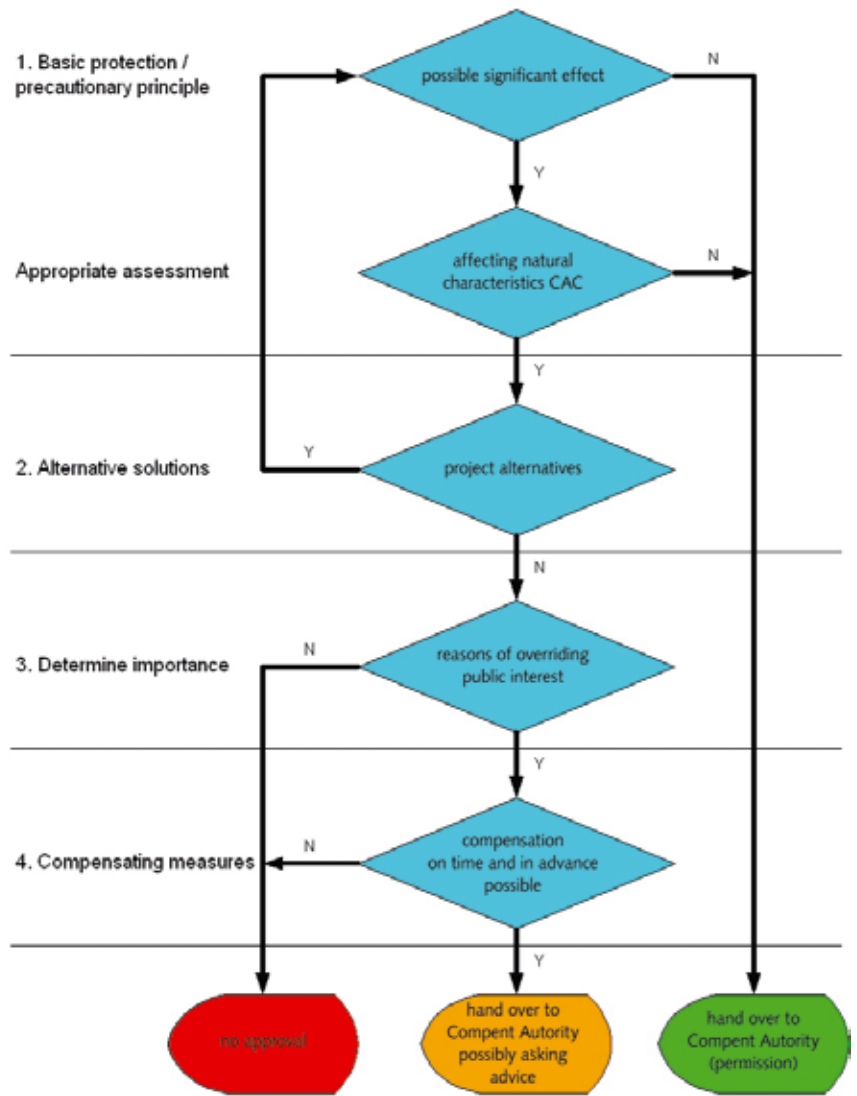 1. Basic protection /
precautionary principle
possible significant effect
N
Y
Appropriate assessment
affecting natural
characteristics CAC
N
Y
2. Alternative solutions
Y
project alternatives
N
3. Determine importance
N
reasons of overriding
public interest
Y
4. Compensating measures
N
compensation
on time and in advance
possible
Y
no approval
hand over to
Compent Autority
possibly asking
advice
hand over to
Compent Autority
(permission)